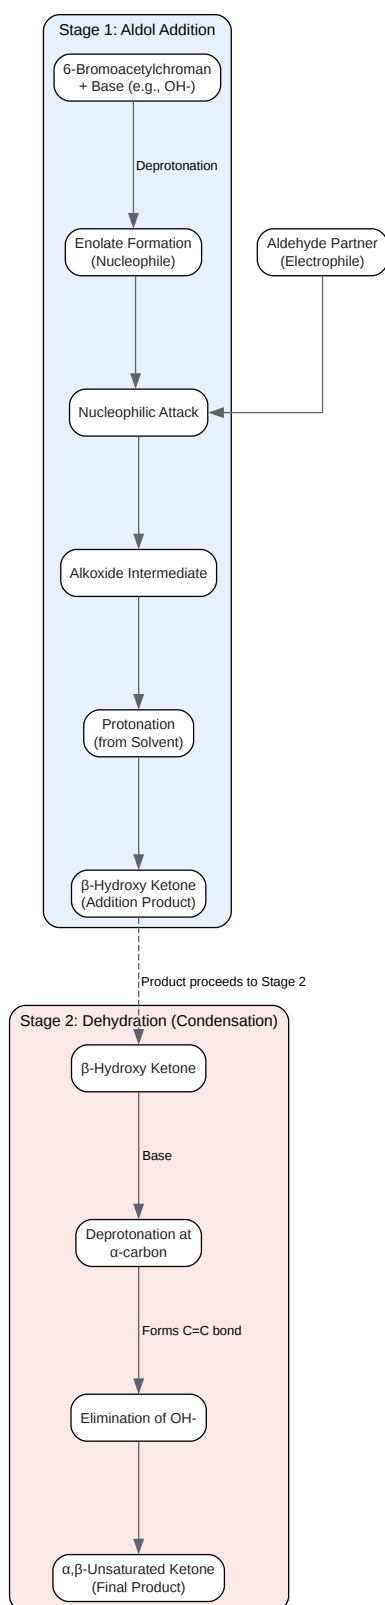 Stage 1: Aldol Addition
6-Bromoacetylchroman
+ Base (e.g., OH-)
Deprotonation
Enolate Formation
(Nucleophile)
Aldehyde Partner
(Electrophile)
Nucleophilic Attack
Alkoxide Intermediate
Protonation
(from Solvent)
β-Hydroxy Ketone
(Addition Product)
Product proceeds to Stage 2
Stage 2: Dehydration (Condensation)
β-Hydroxy Ketone
Base
Deprotonation at
α-carbon
Forms C=C bond
Elimination of OH-
α,β-Unsaturated Ketone
(Final Product)